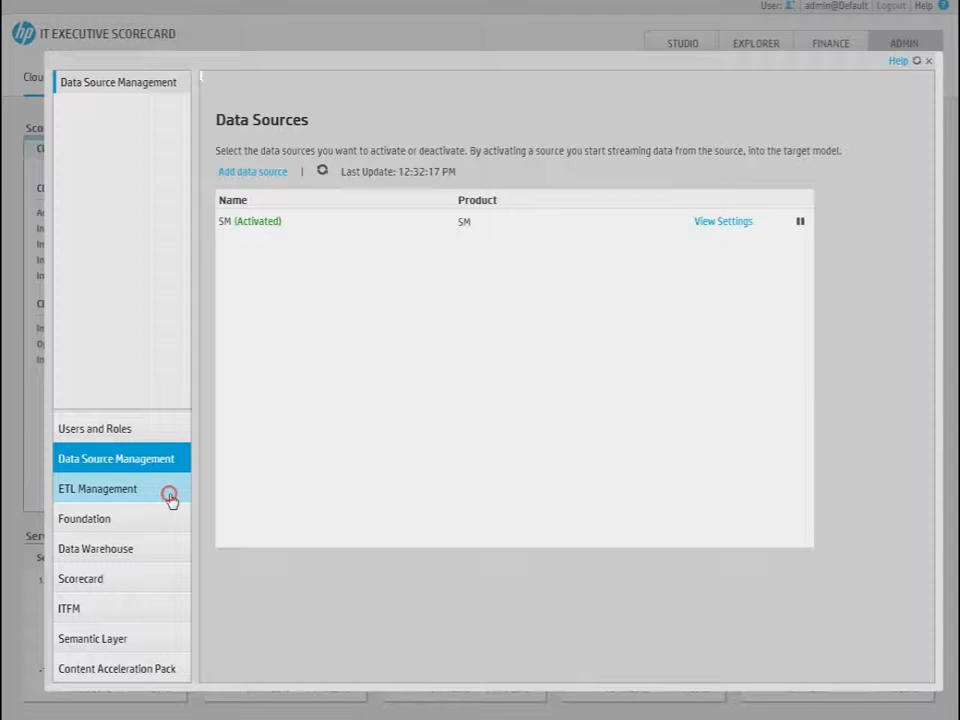 User: admin@Default Logout Help ?
hp IT EXECUTIVE SCORECARD
STUDIO EXPLORER FINANCE ADMIN
Help
Clou
Data Source Management
Data Sources
Sco
Select the data sources you want to activate or deactivate. By activating a source you start streaming data from the source, into the target model.
Add data source | Last Update: 12:32:17 PM
Name Product
SM (Activated) SM View Settings
Users and Roles
Data Source Management
ETL Management
Foundation
Data Warehouse
Scorecard
ITFM
Semantic Layer
Content Acceleration Pack
Serv